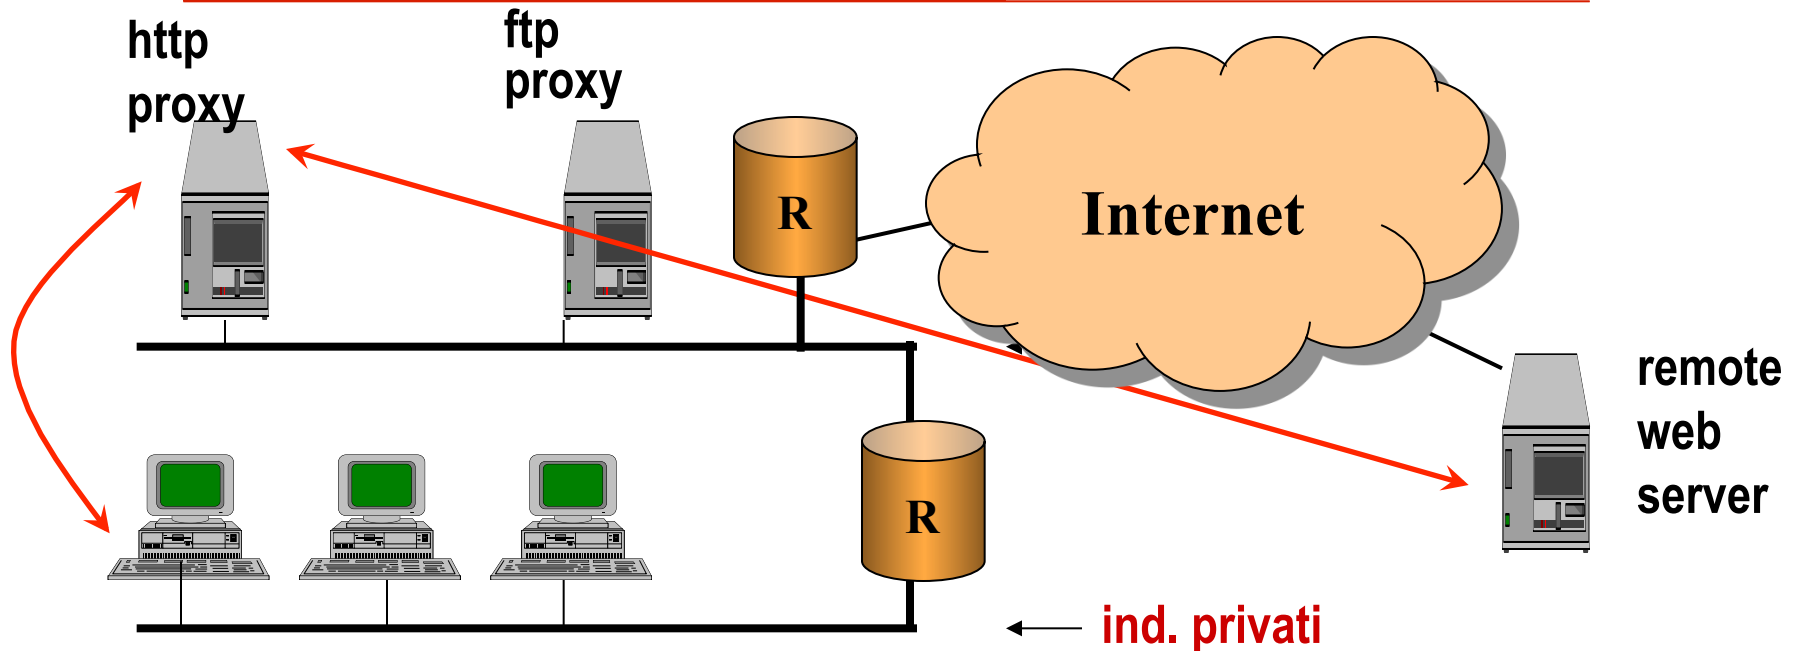 http
proxy
ftp
proxy
R
Internet
remote
web
server
R
ind. privati